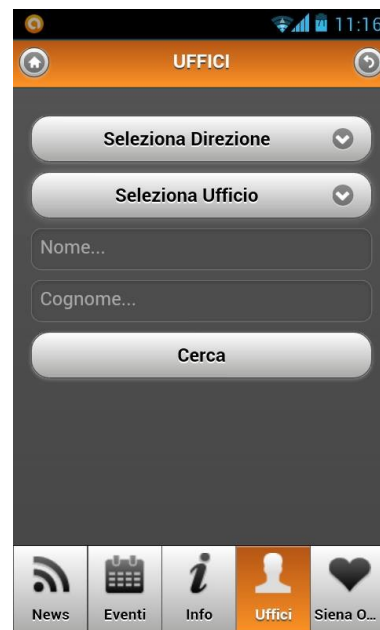 11:16
UFFICI
Seleziona Direzione
Seleziona Ufficio
Nome...
Cognome...
Cerca
News Eventi Info Uffici Siena O...